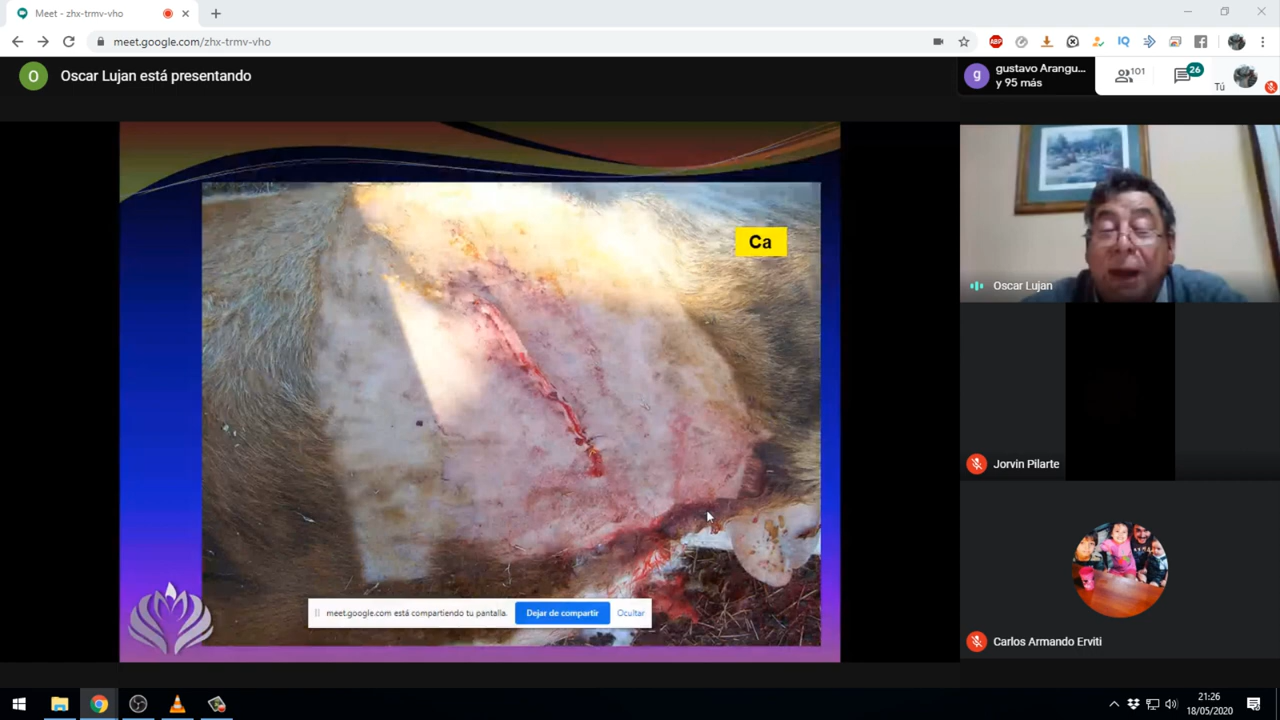 Meet - zhx-trmv-vho
meet.google.com/zhx-trmv-vho
ABP
IQ
O
Oscar Lujan está presentando
g
gustavo Arangu...
y 95 más
101
26
Tú
Ca
Oscar Lujan
Jorvin Pilarte
Carlos Armando Erviti
meet.google.com está compartiendo tu pantalla.
Dejar de compartir
Ocultar
21:26
18/05/2020